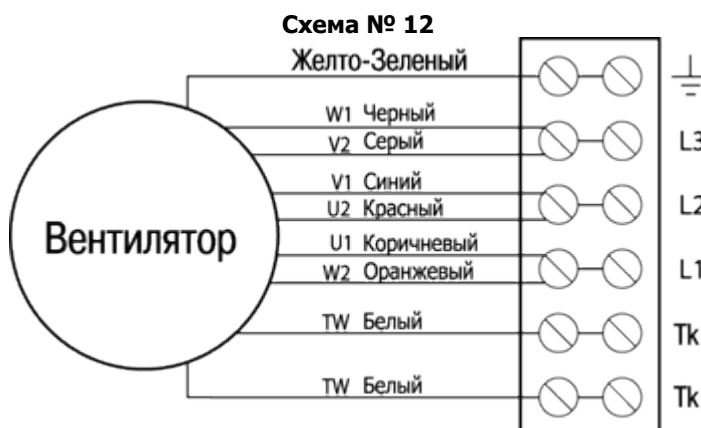 Схема № 12
Желто-Зеленый
W1 Черный
V2 Серый
L3
V1 Синий
U2 Красный
L2
Вентилятор
U1 Коричневый
W2 Оранжевый
L1
TW Белый
Tk
TW Белый
Tk